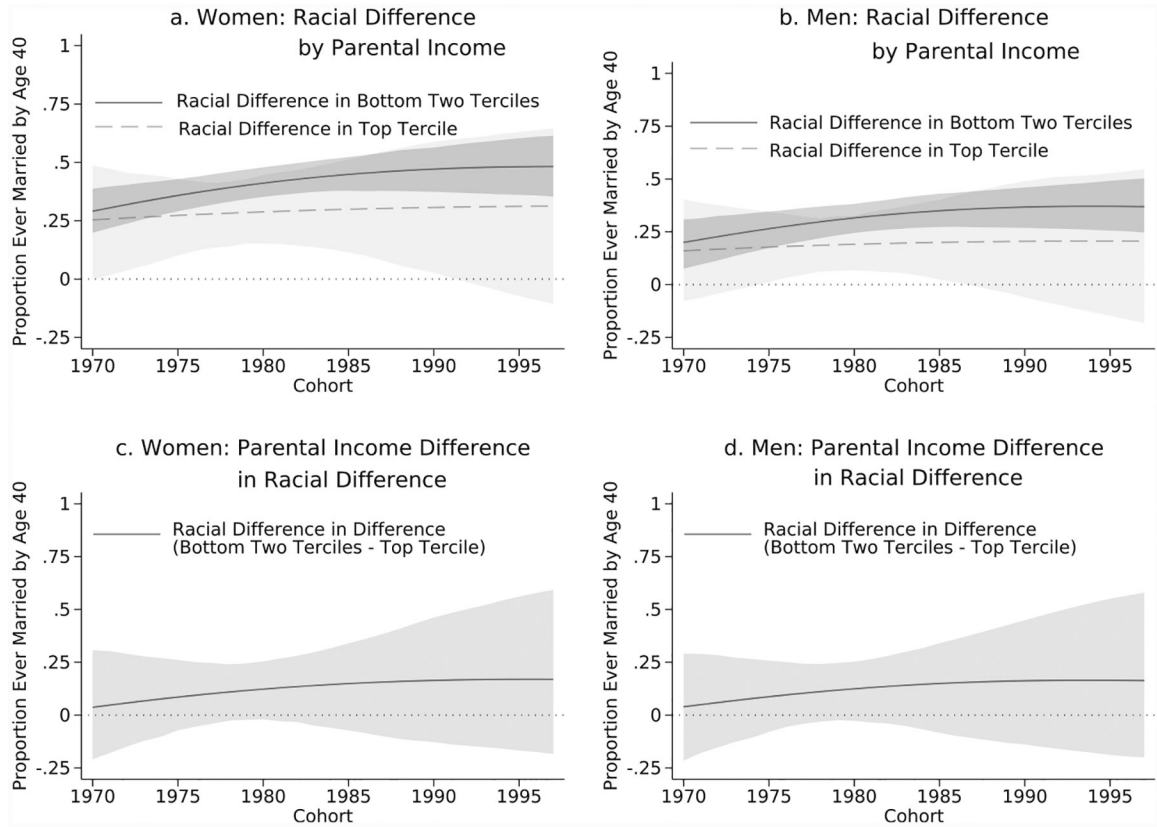 a. Women: Racial Difference
by Parental Income
Proportion Ever Married by Age 40
1
.75
.5
.25
0
-.25
Racial Difference in Bottom Two Terciles
Racial Difference in Top Tercile
1970 1975 1980 1985 1990 1995
Cohort
b. Men: Racial Difference
by Parental Income
Proportion Ever Married by Age 40
1
.75
.5
.25
0
-.25
Racial Difference in Bottom Two Terciles
Racial Difference in Top Tercile
1970 1975 1980 1985 1990 1995
Cohort
c. Women: Parental Income Difference
in Racial Difference
Proportion Ever Married by Age 40
1
.75
.5
.25
0
-.25
Racial Difference in Difference
(Bottom Two Terciles - Top Tercile)
1970 1975 1980 1985 1990 1995
Cohort
d. Men: Parental Income Difference
in Racial Difference
Proportion Ever Married by Age 40
1
.75
.5
.25
0
-.25
Racial Difference in Difference
(Bottom Two Terciles - Top Tercile)
1970 1975 1980 1985 1990 1995
Cohort